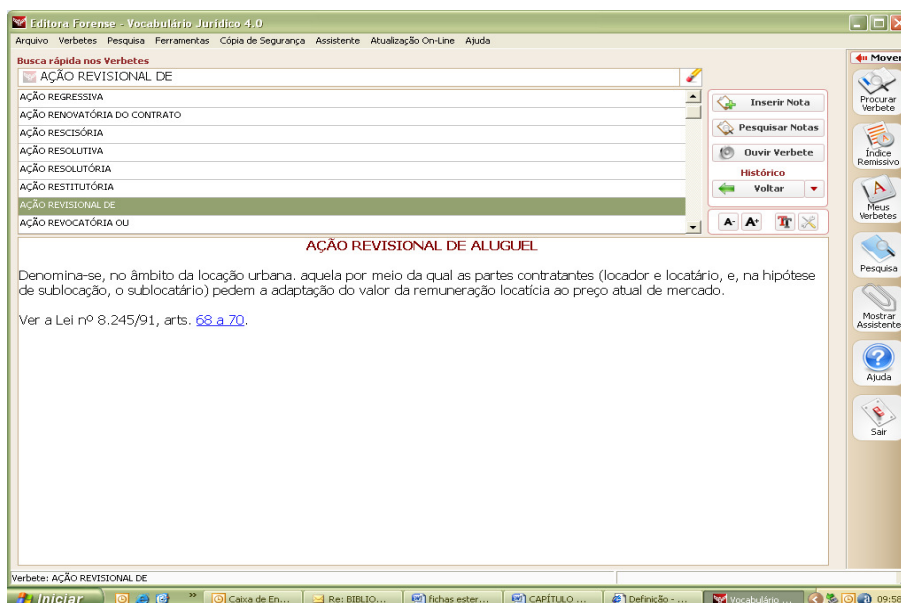 Editora Forense - Vocabulário Jurídico 4.0
Arquivo Verbetes Pesquisa Ferramentas Cópia de Segurança Assistente Atualização On-Line Ajuda
Busca rápida nos Verbetes
AÇÃO REVISIONAL DE
AÇÃO REGRESSIVA
AÇÃO RENOVATÓRIA DO CONTRATO
AÇÃO RESCISÓRIA
AÇÃO RESOLUTIVA
AÇÃO RESOLUTÓRIA
AÇÃO RESTITUTÓRIA
AÇÃO REVISIONAL DE
AÇÃO REVOCATÓRIA OU
Inserir Nota
Pesquisar Notas
Ouvir Verbete
Histórico
Voltar
A- A+ TT
AÇÃO REVISIONAL DE ALUGUEL
Denomina-se, no âmbito da locação urbana. aquela por meio da qual as partes contratantes (locador e locatário, e, na hipótese
de sublocação, o sublocatário) pedem a adaptação do valor da remuneração locatícia ao preço atual de mercado.
Ver a Lei nº 8.245/91, arts. 68 a 70.
Mover
Procurar
Verbete
Índice
Remissivo
Meus
Verbetes
Pesquisa
Mostrar
Assistente
Ajuda
Sair
Verbete: AÇÃO REVISIONAL DE
Iniciar
Caixa de En... Re: BIBLIO... fichas ester... CAPÍTULO ... Definição - ... Vocabulário ... 09:58